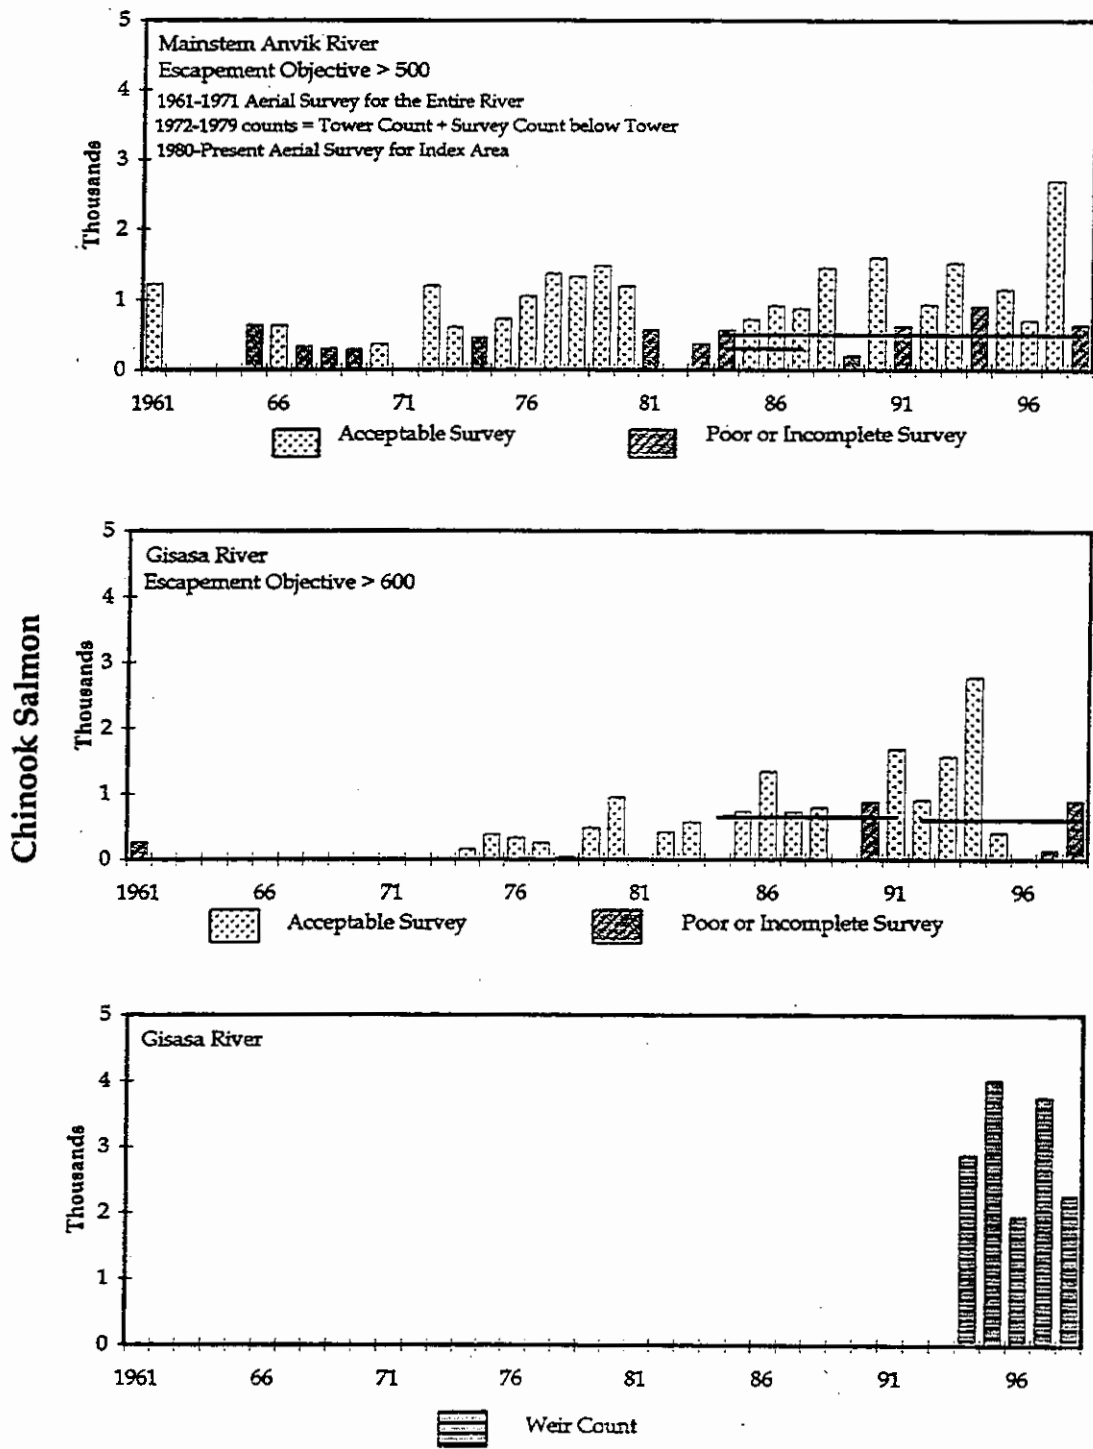 Chinook Salmon
5
Mainstem Anvik River
Escapement Objective > 500
4
1961-1971 Aerial Survey for the Entire River
1972-1979 counts = Tower Count + Survey Count below Tower
1980-Present Aerial Survey for Index Area
3
Thousands
2
1
0
1961 66 71 76 81 86 91 96
Acceptable Survey Poor or Incomplete Survey
5
Gisasa River
Escapement Objective > 600
4
3
Thousands
2
1
0
1961 66 71 76 81 86 91 96
Acceptable Survey Poor or Incomplete Survey
5
Gisasa River
4
3
Thousands
2
1
0
1961 66 71 76 81 86 91 96
Weir Count